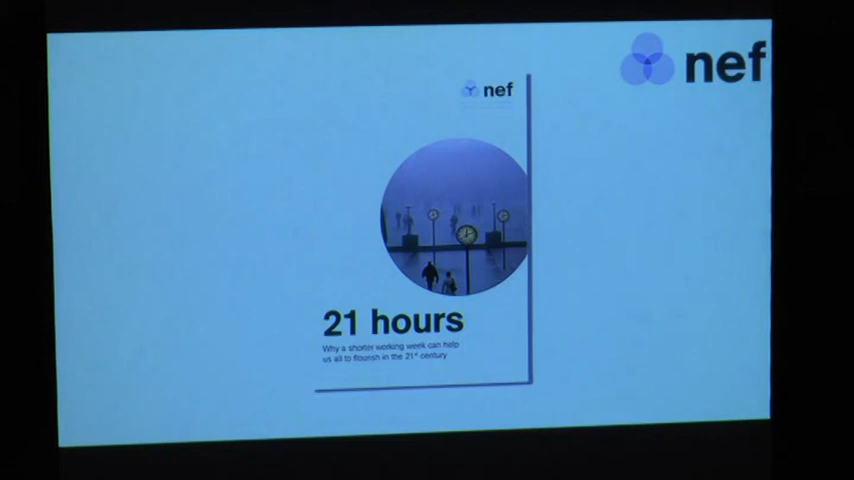 nef
nef
21 hours
Why a shorter working week can help
us all to flourish in the 21st century